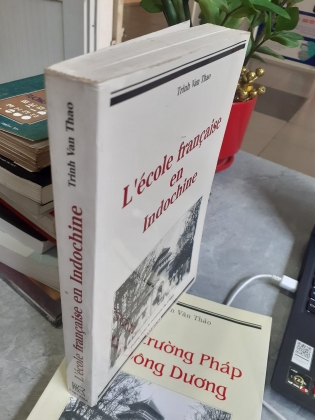 Trinh Van Thao
L'école française
en
Indochine
Trinh Van Thao
L'école française en Indochine
Văn Thảo
trường Pháp
Đông Dương